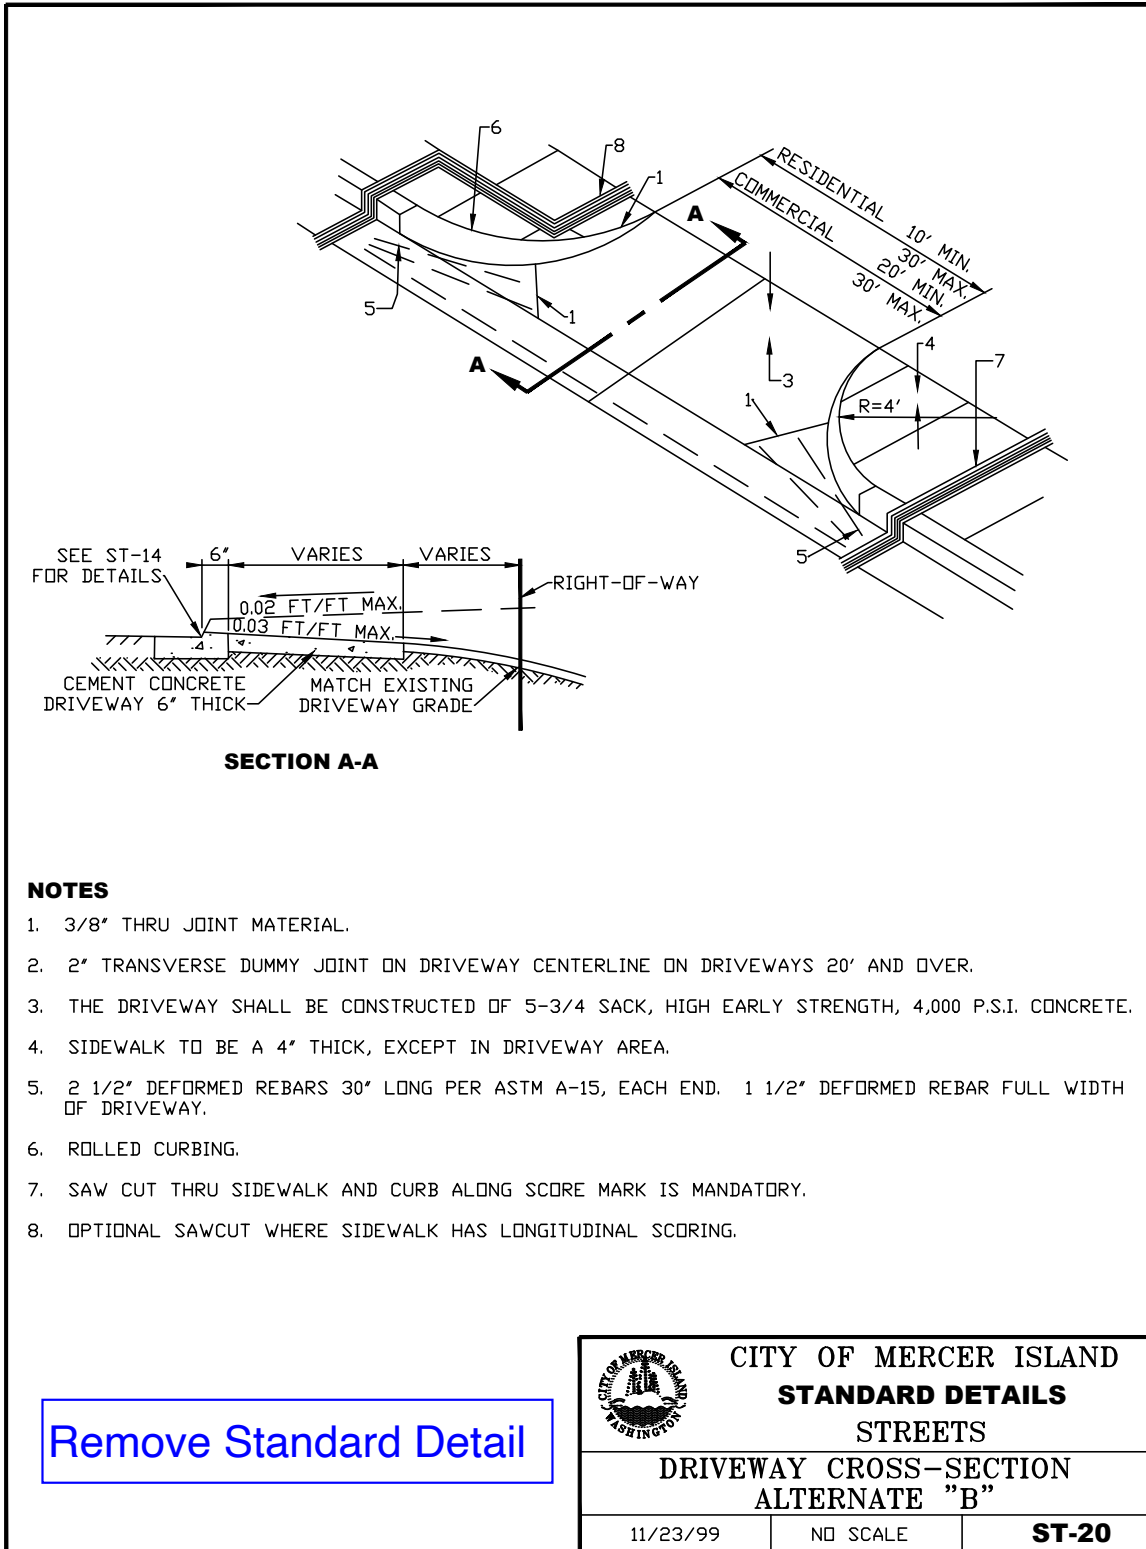 6
8
1
A
RESIDENTIAL 10' MIN.
30' MAX.
COMMERCIAL 20' MIN.
30' MAX.
5
1
A
3
4
7
1
R=4'
5
SEE ST-14
FOR DETAILS
6"
VARIES
VARIES
RIGHT-OF-WAY
0.02 FT/FT MAX.
0.03 FT/FT MAX.
CEMENT CONCRETE
DRIVEWAY 6" THICK
MATCH EXISTING
DRIVEWAY GRADE
SECTION A-A
NOTES
1. 3/8" THRU JOINT MATERIAL.
2. 2" TRANSVERSE DUMMY JOINT ON DRIVEWAY CENTERLINE ON DRIVEWAYS 20' AND OVER.
3. THE DRIVEWAY SHALL BE CONSTRUCTED OF 5-3/4 SACK, HIGH EARLY STRENGTH, 4,000 P.S.I. CONCRETE.
4. SIDEWALK TO BE A 4" THICK, EXCEPT IN DRIVEWAY AREA.
5. 2 1/2" DEFORMED REBARS 30" LONG PER ASTM A-15, EACH END. 1 1/2" DEFORMED REBAR FULL WIDTH
OF DRIVEWAY.
6. ROLLED CURBING.
7. SAW CUT THRU SIDEWALK AND CURB ALONG SCORE MARK IS MANDATORY.
8. OPTIONAL SAWCUT WHERE SIDEWALK HAS LONGITUDINAL SCORING.
Remove Standard Detail
CITY OF MERCER ISLAND
WASHINGTON
CITY OF MERCER ISLAND
STANDARD DETAILS
STREETS
DRIVEWAY CROSS-SECTION
ALTERNATE "B"
11/23/99
NO SCALE
ST-20